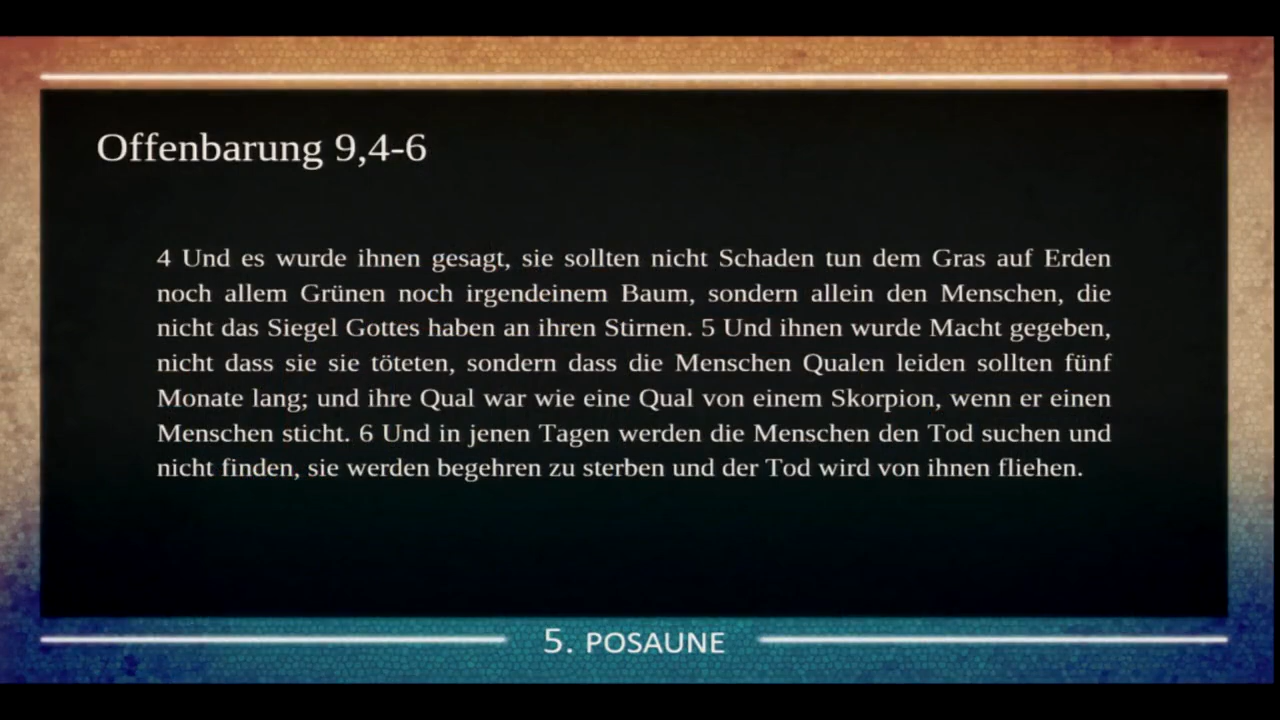 Offenbarung 9,4-6
4 Und es wurde ihnen gesagt, sie sollten nicht Schaden tun dem Gras auf Erden
noch allem Grünen noch irgendeinem Baum, sondern allein den Menschen, die
nicht das Siegel Gottes haben an ihren Stirnen. 5 Und ihnen wurde Macht gegeben,
nicht dass sie sie töteten, sondern dass die Menschen Qualen leiden sollten fünf
Monate lang; und ihre Qual war wie eine Qual von einem Skorpion, wenn er einen
Menschen sticht. 6 Und in jenen Tagen werden die Menschen den Tod suchen und
nicht finden, sie werden begehren zu sterben und der Tod wird von ihnen fliehen.
5. POSAUNE